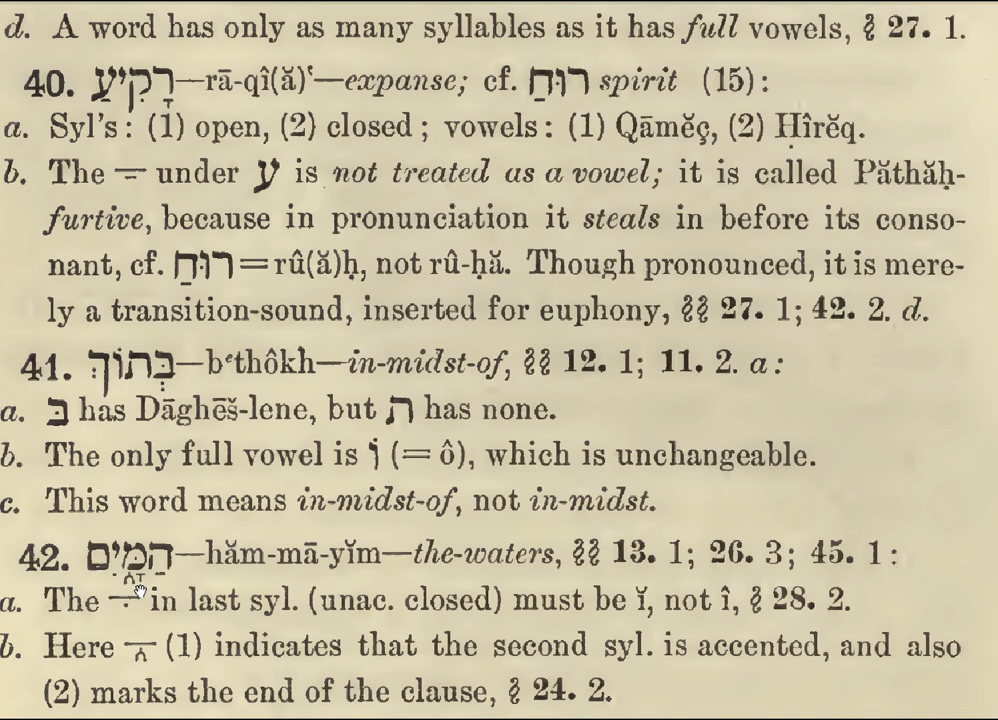 d. A word has only as many syllables as it has full vowels, § 27. 1.
40. רָקִיעַ—rā-qî(ă)ʿ—expanse; cf. רוּחַ spirit (15):
a. Syl's: (1) open, (2) closed; vowels: (1) Qāmĕç, (2) Ḥîrĕq.
b. The ־ַ under ע is not treated as a vowel; it is called Păthăḥ-
furtive, because in pronunciation it steals in before its conso-
nant, cf. רוּחַ=rû(ă)ḥ, not rû-ḥă. Though pronounced, it is mere-
ly a transition-sound, inserted for euphony, §§ 27. 1; 42. 2. d.
41. בְּתוֹךְ—bᵉthôkh—in-midst-of, §§ 12. 1; 11. 2. a:
a. בּ has Dāghēš-lene, but ת has none.
b. The only full vowel is וֹ (= ô), which is unchangeable.
c. This word means in-midst-of, not in-midst.
42. הַמָּ֑יִם—hăm-mā-yĭm—the-waters, §§ 13. 1; 26. 3; 45. 1:
a. The ־ִ in last syl. (unac. closed) must be ĭ, not î, § 28. 2.
b. Here ־֑ (1) indicates that the second syl. is accented, and also
(2) marks the end of the clause, § 24. 2.